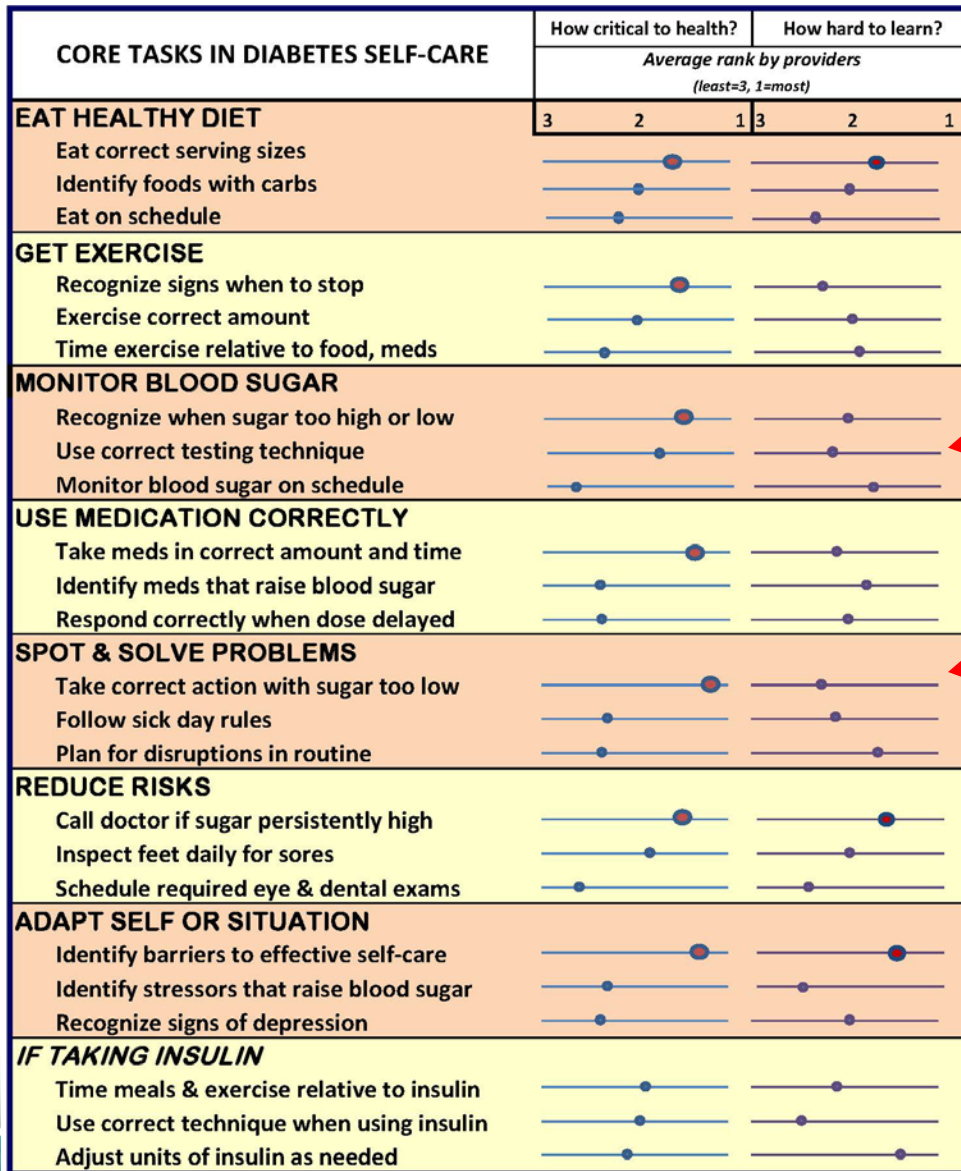 CORE TASKS IN DIABETES SELF-CARE
How critical to health?
How hard to learn?
Average rank by providers
(least=3, 1=most)
EAT HEALTHY DIET
3 2 1 3 2 1
Eat correct serving sizes
Identify foods with carbs
Eat on schedule
GET EXERCISE
Recognize signs when to stop
Exercise correct amount
Time exercise relative to food, meds
MONITOR BLOOD SUGAR
Recognize when sugar too high or low
Use correct testing technique
Monitor blood sugar on schedule
USE MEDICATION CORRECTLY
Take meds in correct amount and time
Identify meds that raise blood sugar
Respond correctly when dose delayed
SPOT & SOLVE PROBLEMS
Take correct action with sugar too low
Follow sick day rules
Plan for disruptions in routine
REDUCE RISKS
Call doctor if sugar persistently high
Inspect feet daily for sores
Schedule required eye & dental exams
ADAPT SELF OR SITUATION
Identify barriers to effective self-care
Identify stressors that raise blood sugar
Recognize signs of depression
IF TAKING INSULIN
Time meals & exercise relative to insulin
Use correct technique when using insulin
Adjust units of insulin as needed